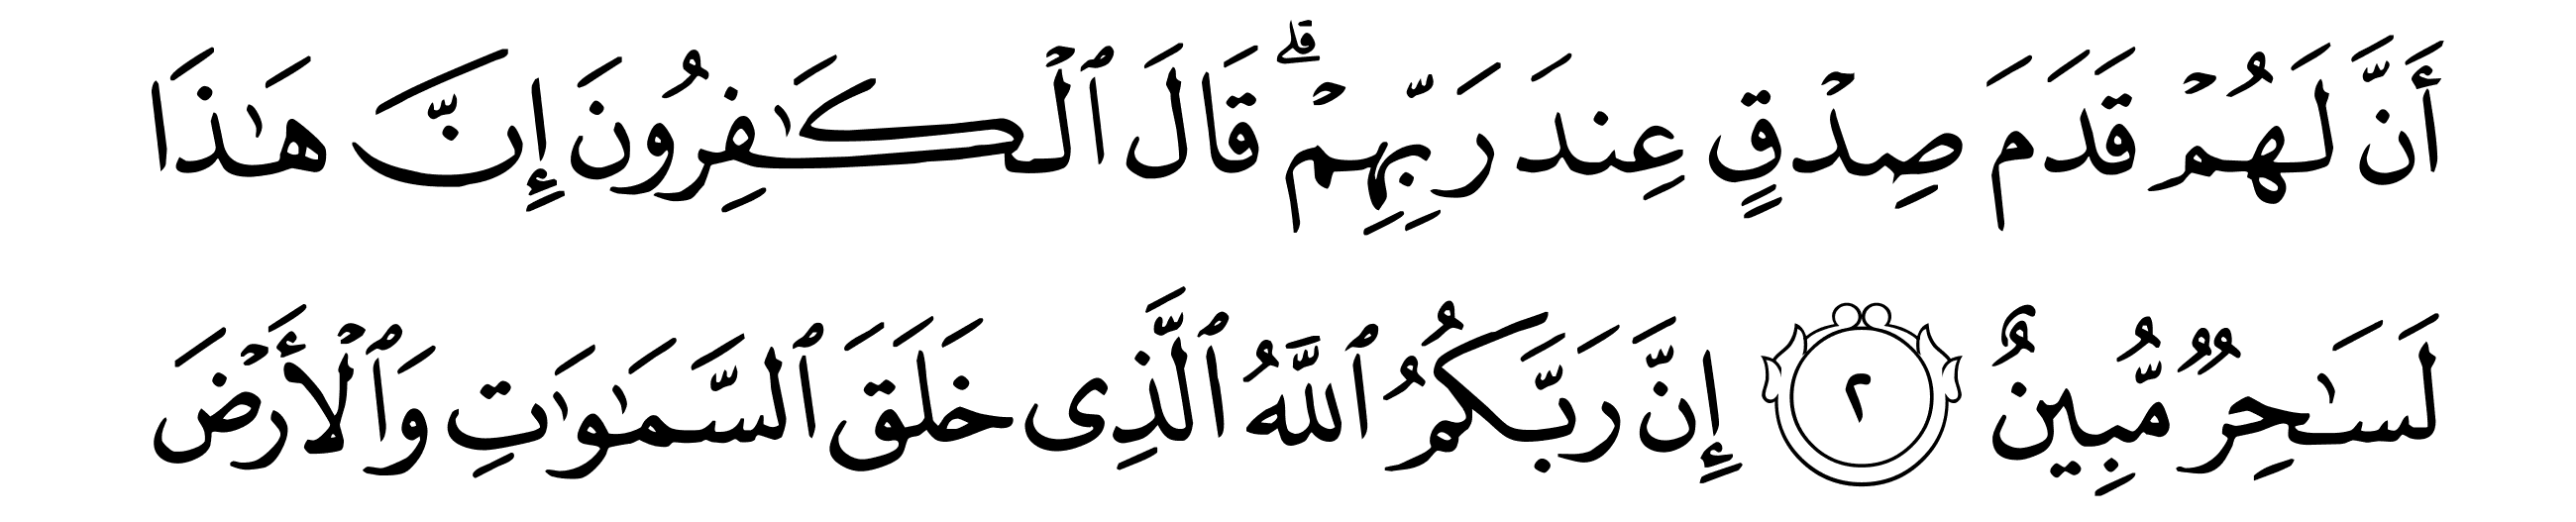 أَنَّ لَهُمۡ قَدَمَ صِدۡقٍ عِندَ رَبِّهِمۡۗ قَالَ ٱلۡكَـٰفِرُونَ إِنَّ هَـٰذَا
لَسَـٰحِرٌ مُّبِينٌ ٢ إِنَّ رَبَّكُمُ ٱللَّهُ ٱلَّذِى خَلَقَ ٱلسَّمَـٰوَٰتِ وَٱلۡأَرۡضَ